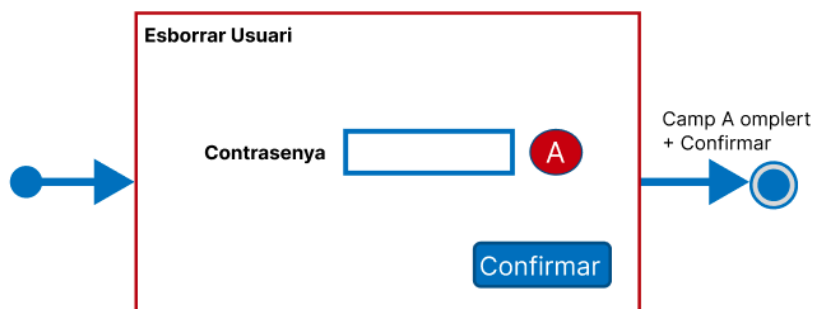 Esborrar Usuari
Contrasenya
A
Confirmar
Camp A omplert
+ Confirmar